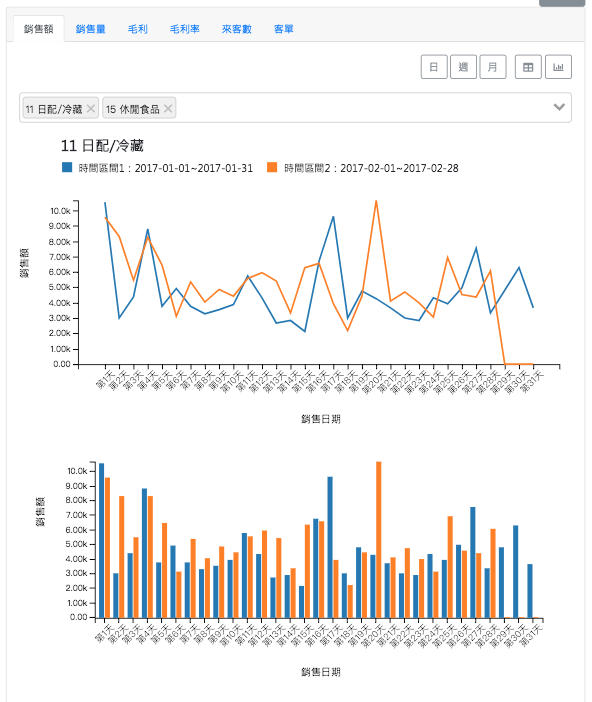 銷售額 銷售量 毛利 毛利率 來客數 客單
日 週 月
11 日配/冷藏 15 休閒食品
11 日配/冷藏
時間區間1：2017-01-01~2017-01-31 時間區間2：2017-02-01~2017-02-28
10.0k
9.00k
8.00k
7.00k
6.00k
5.00k
4.00k
3.00k
2.00k
1.00k
0.00
銷售額
第1天 第2天 第3天 第4天 第5天 第6天 第7天 第8天 第9天 第10天 第11天 第12天 第13天 第14天 第15天 第16天 第17天 第18天 第19天 第20天 第21天 第22天 第23天 第24天 第25天 第26天 第27天 第28天 第29天 第30天 第31天
銷售日期
10.0k
9.00k
8.00k
7.00k
6.00k
5.00k
4.00k
3.00k
2.00k
1.00k
0.00
銷售額
第1天 第2天 第3天 第4天 第5天 第6天 第7天 第8天 第9天 第10天 第11天 第12天 第13天 第14天 第15天 第16天 第17天 第18天 第19天 第20天 第21天 第22天 第23天 第24天 第25天 第26天 第27天 第28天 第29天 第30天 第31天
銷售日期